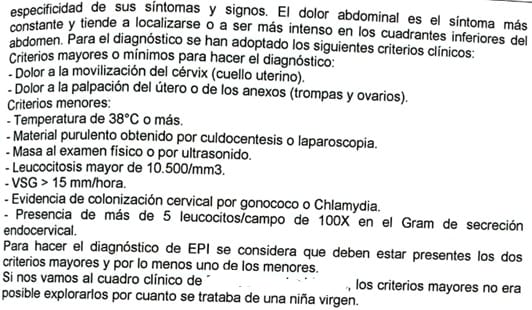 especificidad de sus síntomas y signos. El dolor abdominal es el síntoma más
constante y tiende a localizarse o a ser más intenso en los cuadrantes inferiores del
abdomen. Para el diagnóstico se han adoptado los siguientes criterios clínicos:
Criterios mayores o mínimos para hacer el diagnóstico:
- Dolor a la movilización del cérvix (cuello uterino).
- Dolor a la palpación del útero o de los anexos (trompas y ovarios).
Criterios menores:
- Temperatura de 38°C o más.
- Material purulento obtenido por culdocentesis o laparoscopia.
- Masa al examen físico o por ultrasonido.
- Leucocitosis mayor de 10.500/mm3.
- VSG > 15 mm/hora.
- Evidencia de colonización cervical por gonococo o Chlamydia.
- Presencia de más de 5 leucocitos/campo de 100X en el Gram de secreción
endocervical.
Para hacer el diagnóstico de EPI se considera que deben estar presentes los dos
criterios mayores y por lo menos uno de los menores.
Si nos vamos al cuadro clínico de , los criterios mayores no era
posible explorarlos por cuanto se trataba de una niña virgen.